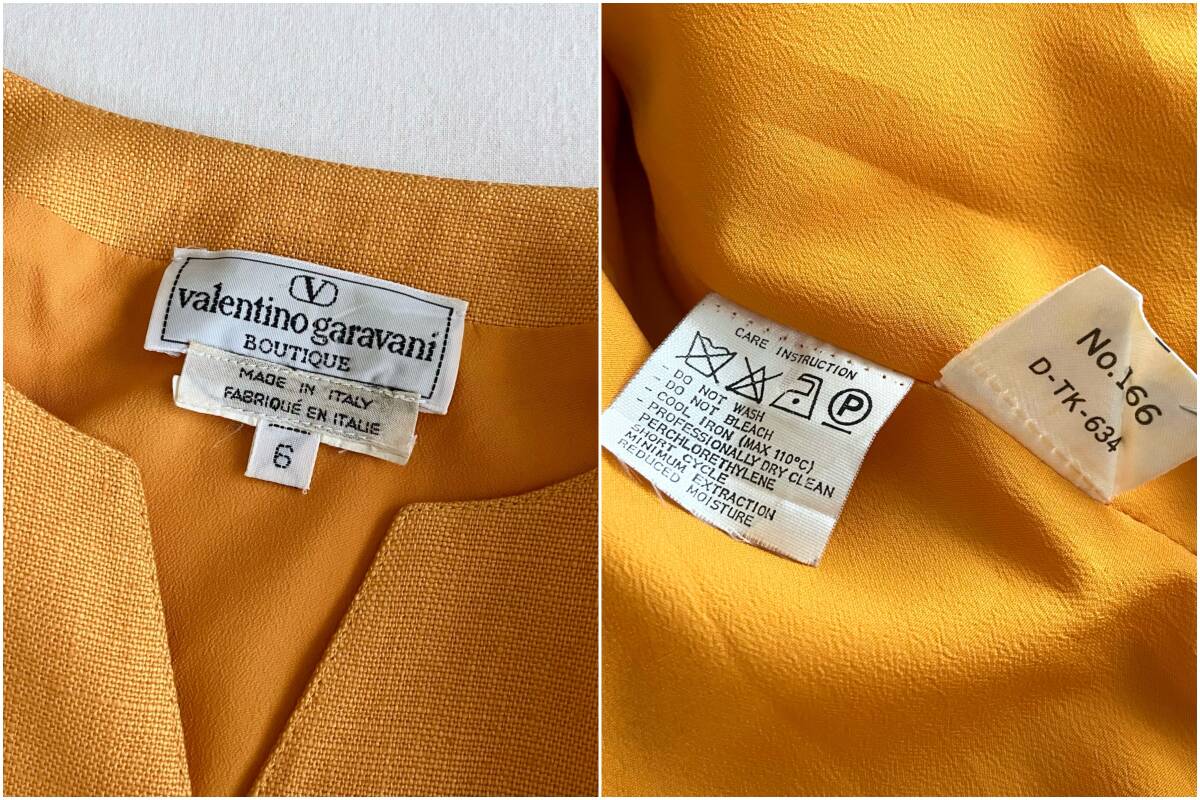 V
valentino garavani
BOUTIQUE
MADE IN ITALY
FABRIQUÉ EN ITALIE
6
CARE INSTRUCTION
P
- DO NOT WASH
- DO NOT BLEACH
- COOL IRON (MAX 110°C)
- PROFESSIONALLY DRY CLEAN
PERCHLORETHYLENE
SHORT CYCLE
MINIMUM EXTRACTION
REDUCED MOISTURE
No.166
D-TK-634